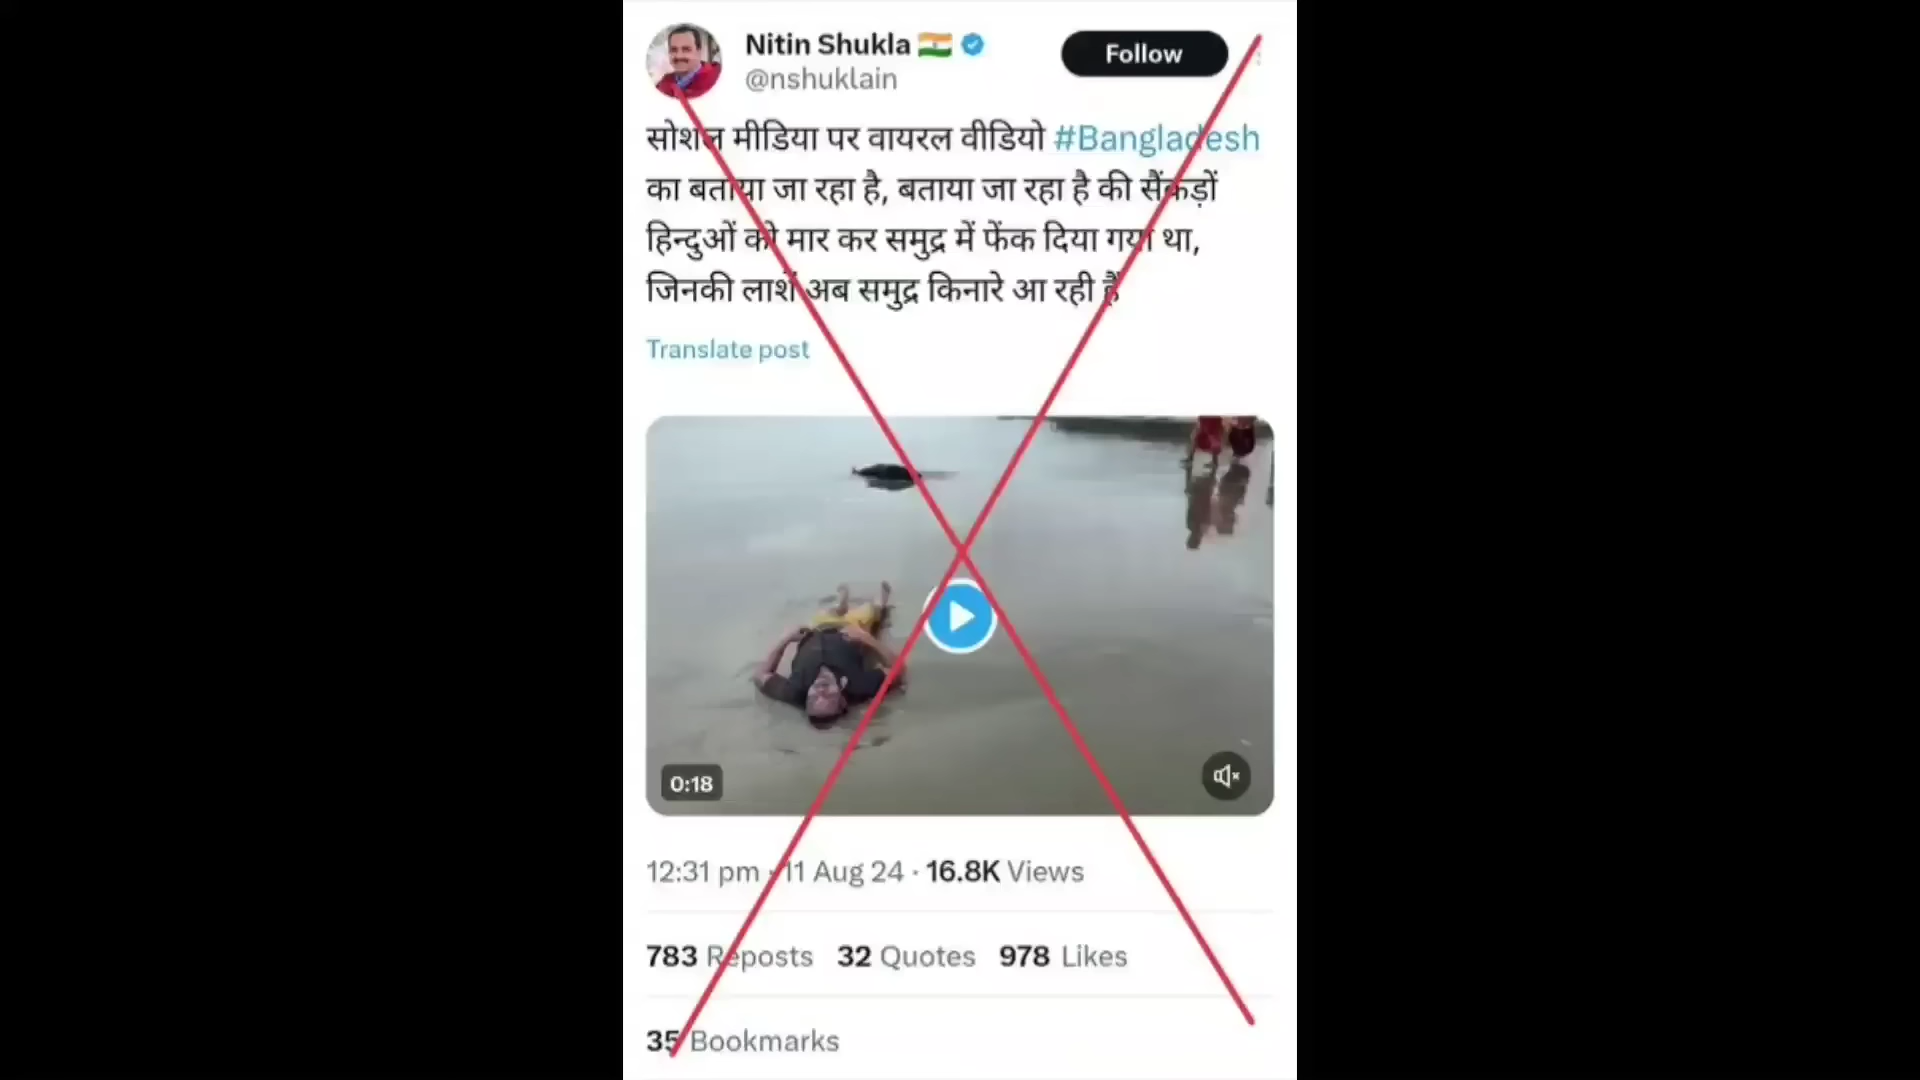 Nitin Shukla
@nshuklain
Follow
सोशल मीडिया पर वायरल वीडियो #Bangladesh
का बताया जा रहा है, बताया जा रहा है की सैंकड़ों
हिन्दुओं को मार कर समुद्र में फेंक दिया गया था,
जिनकी लाशें अब समुद्र किनारे आ रही हैं
Translate post
0:18
12:31 pm · 11 Aug 24 · 16.8K Views
783 Reposts 32 Quotes 978 Likes
35 Bookmarks